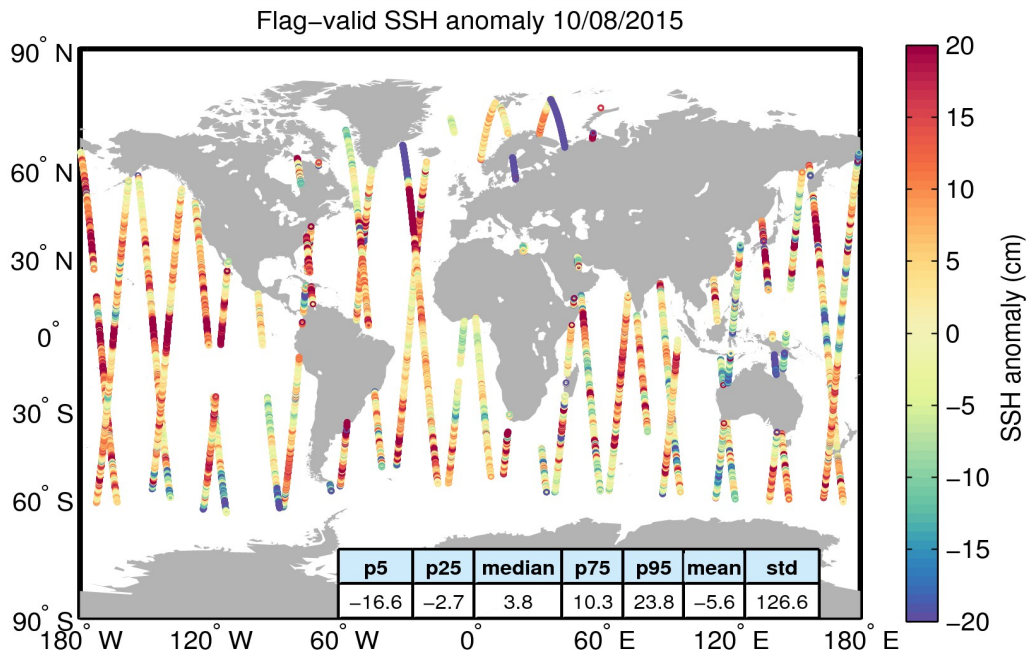 Flag−valid SSH anomaly 10/08/2015
90° N
60° N
30° N
0°
30° S
60° S
90° S
180° W
120° W
60° W
0°
60° E
120° E
180° E
p5 p25 median p75 p95 mean std
−16.6 −2.7 3.8 10.3 23.8 −5.6 126.6
20
15
10
5
0
−5
−10
−15
−20
SSH anomaly (cm)